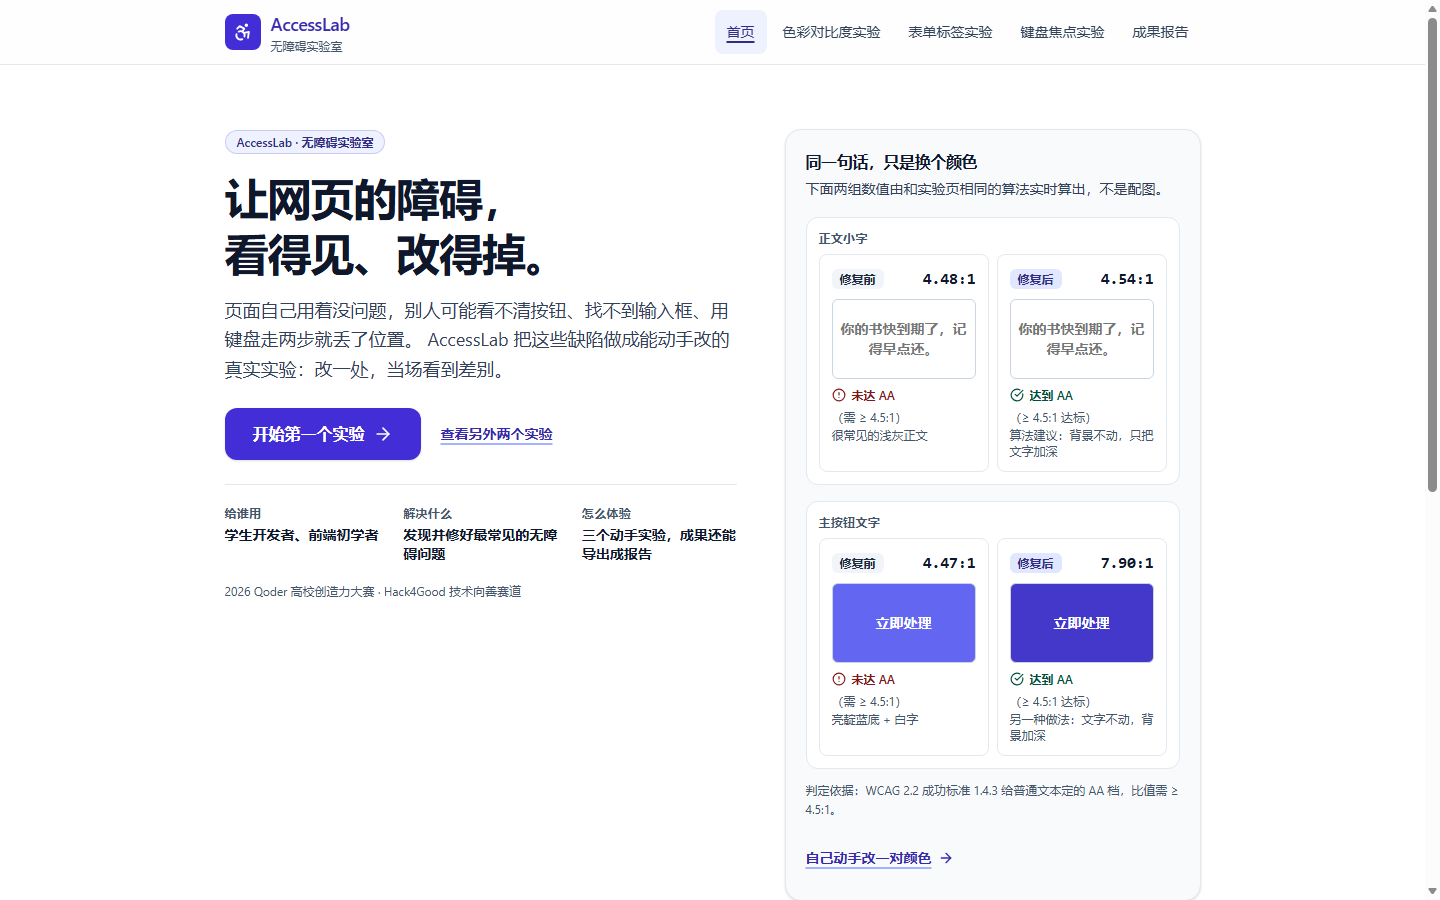 AccessLab
无障碍实验室
首页
色彩对比度实验
表单标签实验
键盘焦点实验
成果报告
AccessLab · 无障碍实验室
让网页的障碍，
看得见、改得掉。
页面自己用着没问题，别人可能看不清按钮、找不到输入框、用
键盘走两步就丢了位置。 AccessLab 把这些缺陷做成能动手改的
真实实验：改一处，当场看到差别。
开始第一个实验
查看另外两个实验
给谁用
学生开发者、前端初学者
解决什么
发现并修好最常见的无障
碍问题
怎么体验
三个动手实验，成果还能
导出成报告
2026 Qoder 高校创造力大赛 · Hack4Good 技术向善赛道
同一句话，只是换个颜色
下面两组数值由和实验页相同的算法实时算出，不是配图。
正文小字
修复前 4.48:1
你的书快到期了，记
得早点还。
未达 AA
（需 ≥ 4.5:1）
很常见的浅灰正文
修复后 4.54:1
你的书快到期了，记
得早点还。
达到 AA
（≥ 4.5:1 达标）
算法建议：背景不动，只把
文字加深
主按钮文字
修复前 4.47:1
立即处理
未达 AA
（需 ≥ 4.5:1）
亮靛蓝底 + 白字
修复后 7.90:1
立即处理
达到 AA
（≥ 4.5:1 达标）
另一种做法：文字不动，背
景加深
判定依据：WCAG 2.2 成功标准 1.4.3 给普通文本定的 AA 档，比值需 ≥
4.5:1。
自己动手改一对颜色